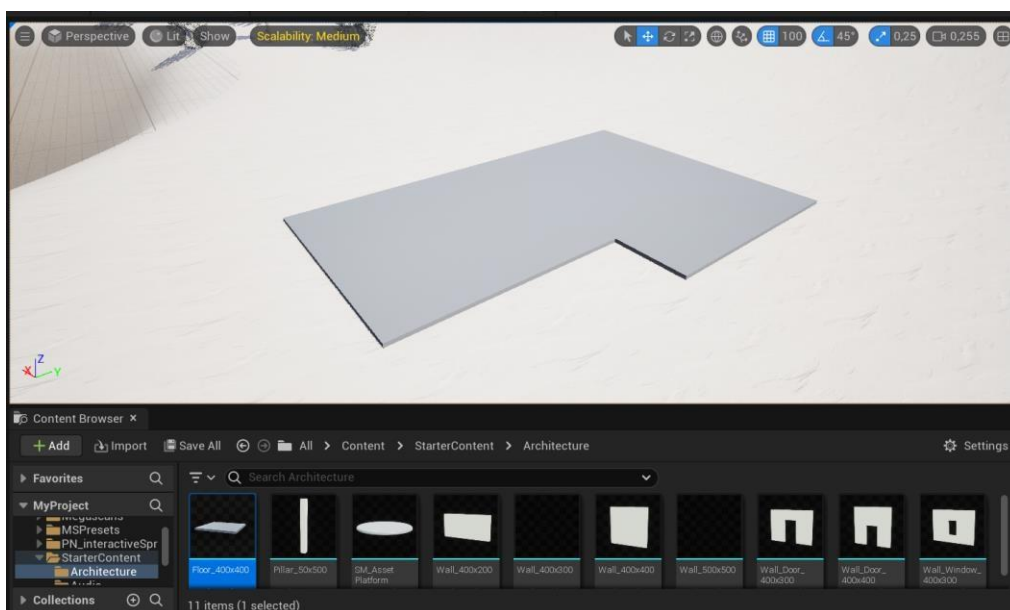 Perspective
Lit
Show
Scalability: Medium
100
45°
0,25
0,255
Z
X
Y
Content Browser
Add
Import
Save All
All > Content > StarterContent > Architecture
Settings
Favorites
Search Architecture
MyProject
Megascans
MSPresets
PN_interactiveSpr
StarterContent
Architecture
Audio
Collections
Floor_400x400
Pillar_50x500
SM_Asset
Platform
Wall_400x200
Wall_400x300
Wall_400x400
Wall_500x500
Wall_Door_
400x300
Wall_Door_
400x400
Wall_Window_
400x300
11 items (1 selected)